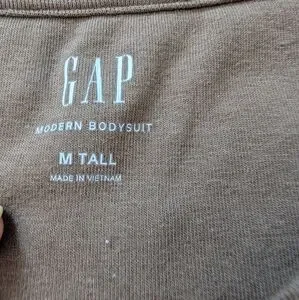 GAP
MODERN BODYSUIT
M TALL
MADE IN VIETNAM